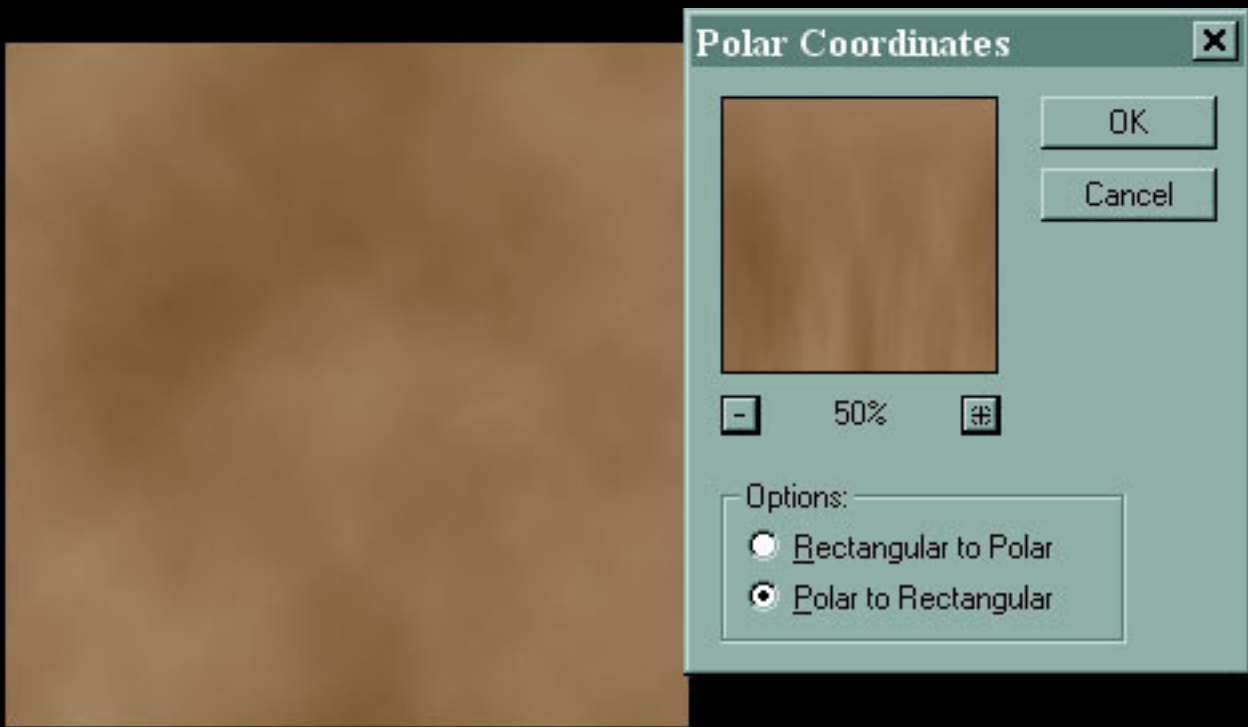 Polar Coordinates
OK
Cancel
- 50% +
Options:
Rectangular to Polar
Polar to Rectangular